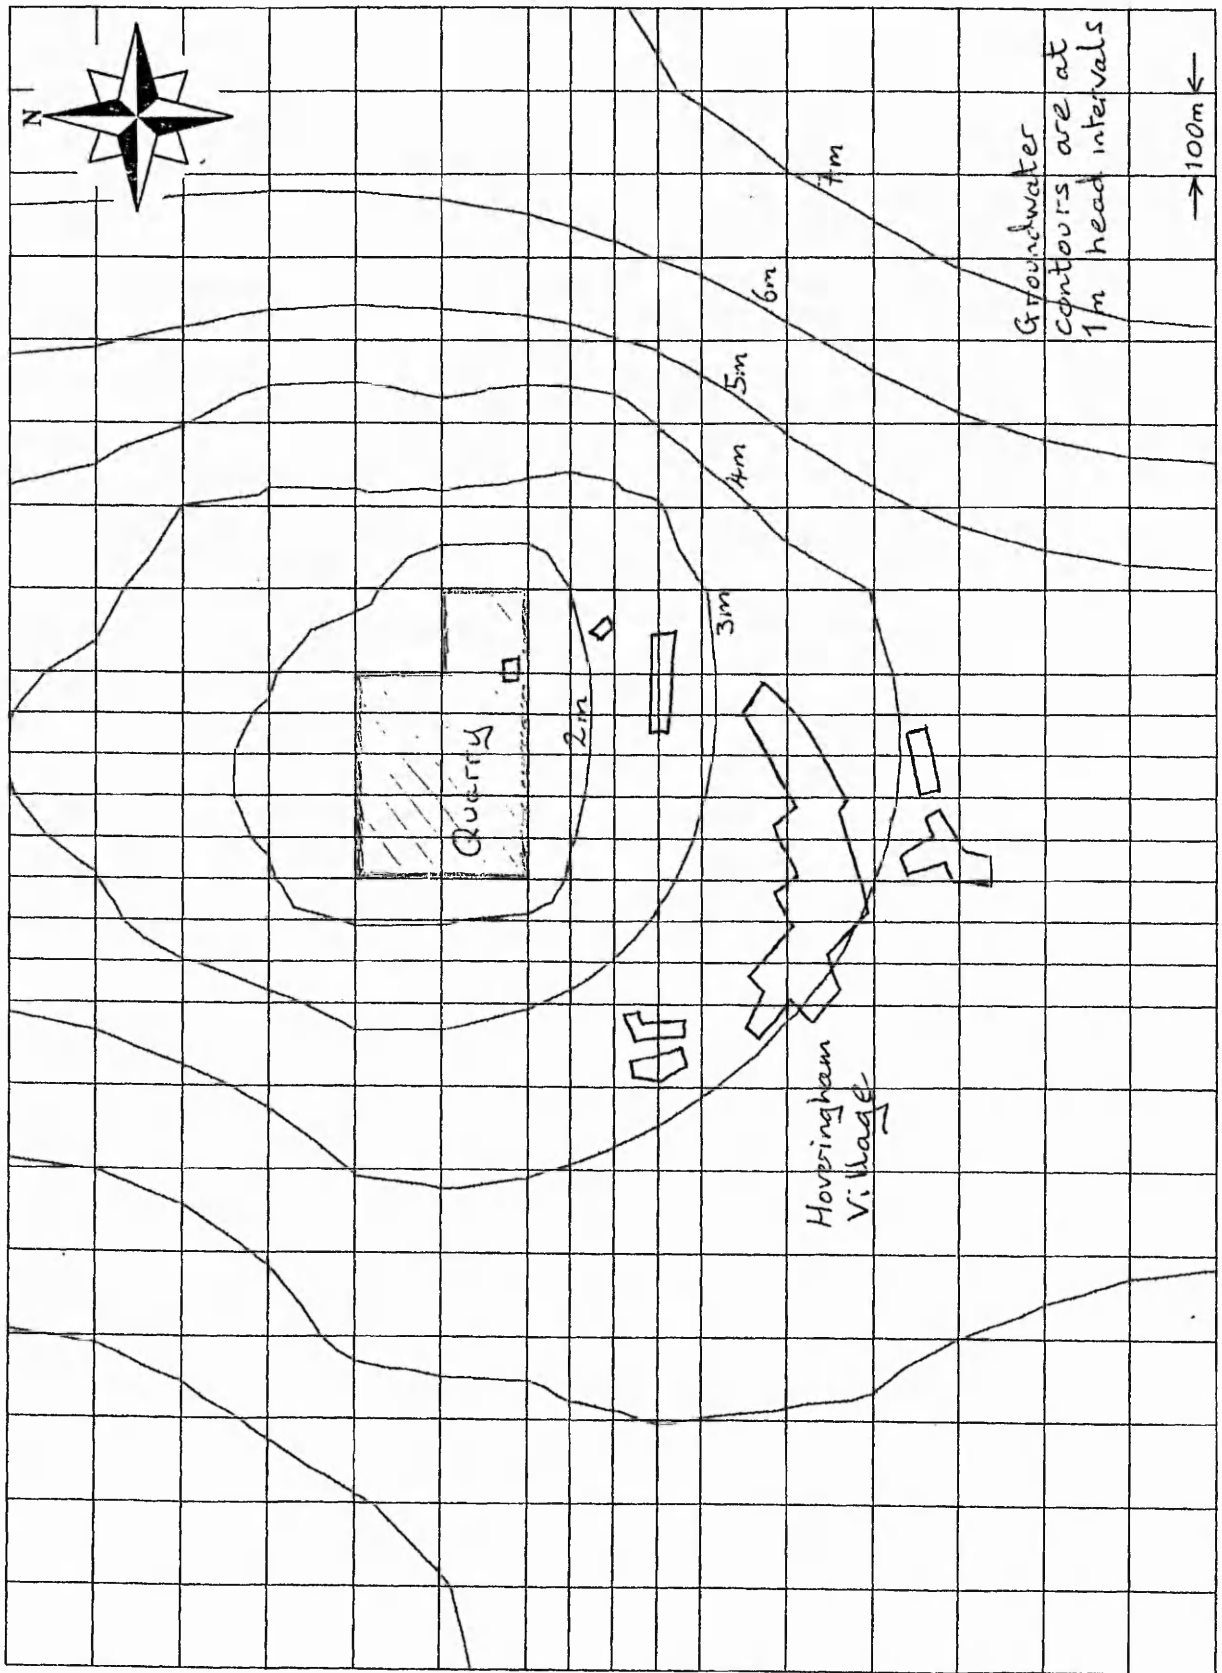 N
Groundwater
contours are at
1m head intervals
→100m←
7m
6m
5m
4m
3m
2m
Quarry
Hoveringham
Village